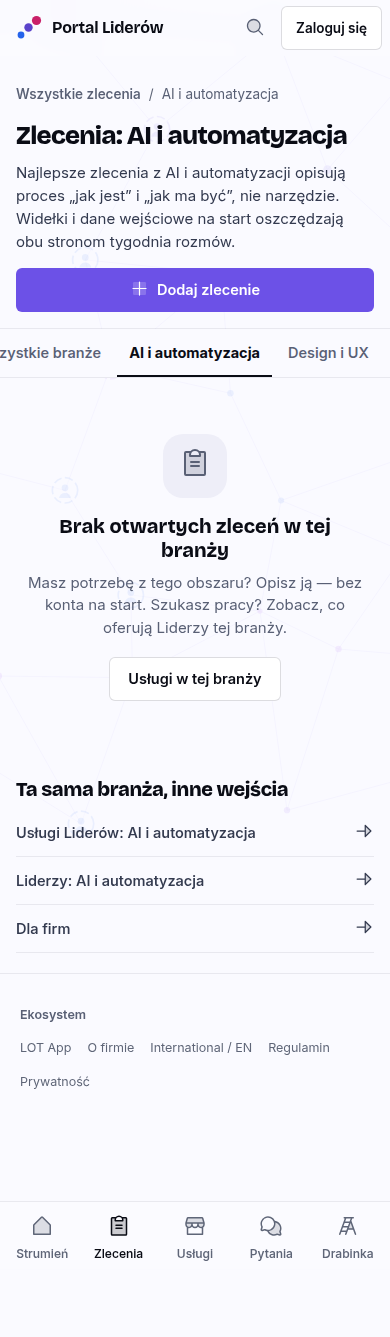 Portal Liderów
Zaloguj się
Wszystkie zlecenia / AI i automatyzacja
Zlecenia: AI i automatyzacja
Najlepsze zlecenia z AI i automatyzacji opisują
proces „jak jest” i „jak ma być”, nie narzędzie.
Widełki i dane wejściowe na start oszczędzają
obu stronom tygodnia rozmów.
Dodaj zlecenie
zystkie branże AI i automatyzacja Design i UX
Brak otwartych zleceń w tej
branży
Masz potrzebę z tego obszaru? Opisz ją — bez
konta na start. Szukasz pracy? Zobacz, co
oferują Liderzy tej branży.
Usługi w tej branży
Ta sama branża, inne wejścia
Usługi Liderów: AI i automatyzacja
Liderzy: AI i automatyzacja
Dla firm
Ekosystem
LOT App O firmie International / EN Regulamin
Prywatność
Strumień Zlecenia Usługi Pytania Drabinka